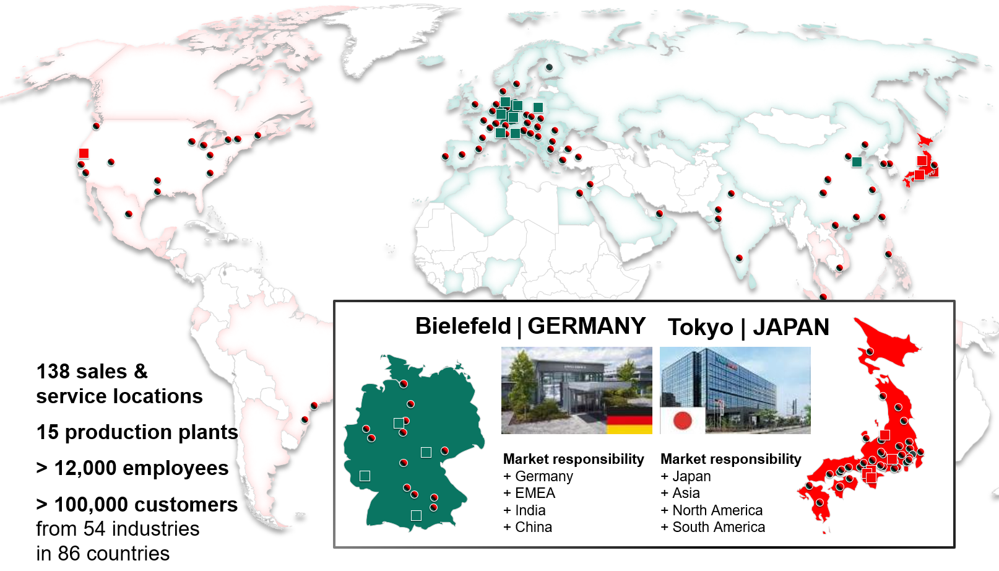 Bielefeld | GERMANY
Tokyo | JAPAN
138 sales &
service locations
15 production plants
> 12,000 employees
> 100,000 customers
from 54 industries
in 86 countries
Market responsibility
+ Germany
+ EMEA
+ India
+ China
Market responsibility
+ Japan
+ Asia
+ North America
+ South America